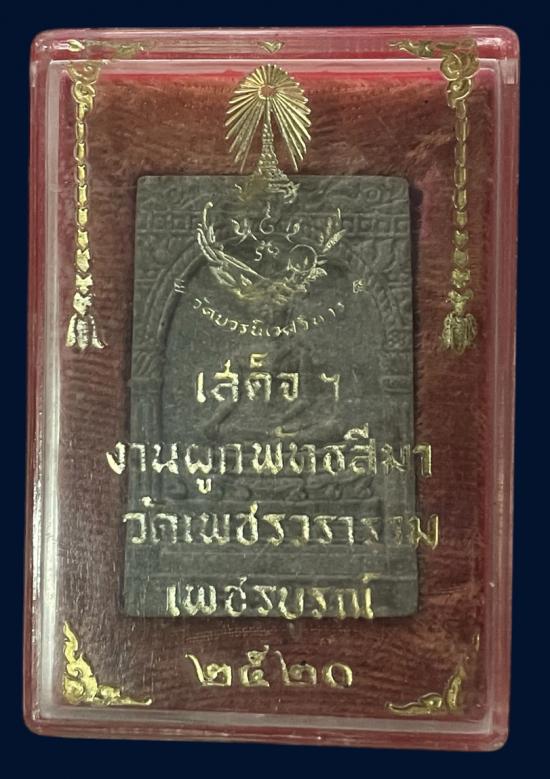 วัดบวรนิเวศวิหาร
เสด็จ ฯ
งานผูกพัทธสีมา
วัดเพชรวราราม
เพชรบูรณ์
๒๕๒๐